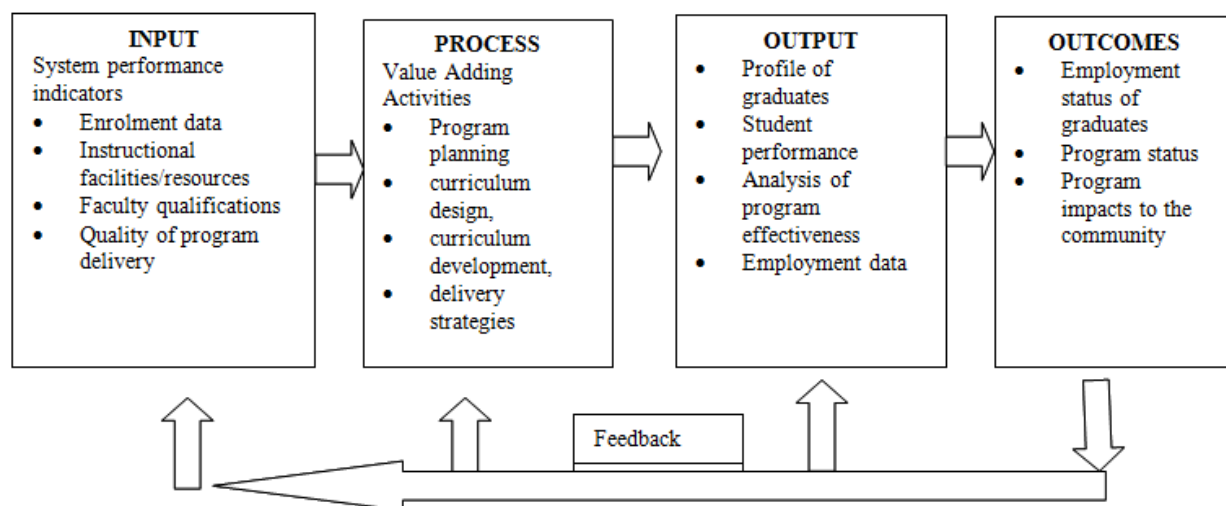 INPUT
System performance
indicators
• Enrolment data
• Instructional
facilities/resources
• Faculty qualifications
• Quality of program
delivery
PROCESS
Value Adding
Activities
• Program
planning
• curriculum
design,
• curriculum
development,
• delivery
strategies
OUTPUT
• Profile of
graduates
• Student
performance
• Analysis of
program
effectiveness
• Employment data
OUTCOMES
• Employment
status of
graduates
• Program status
• Program
impacts to the
community
Feedback